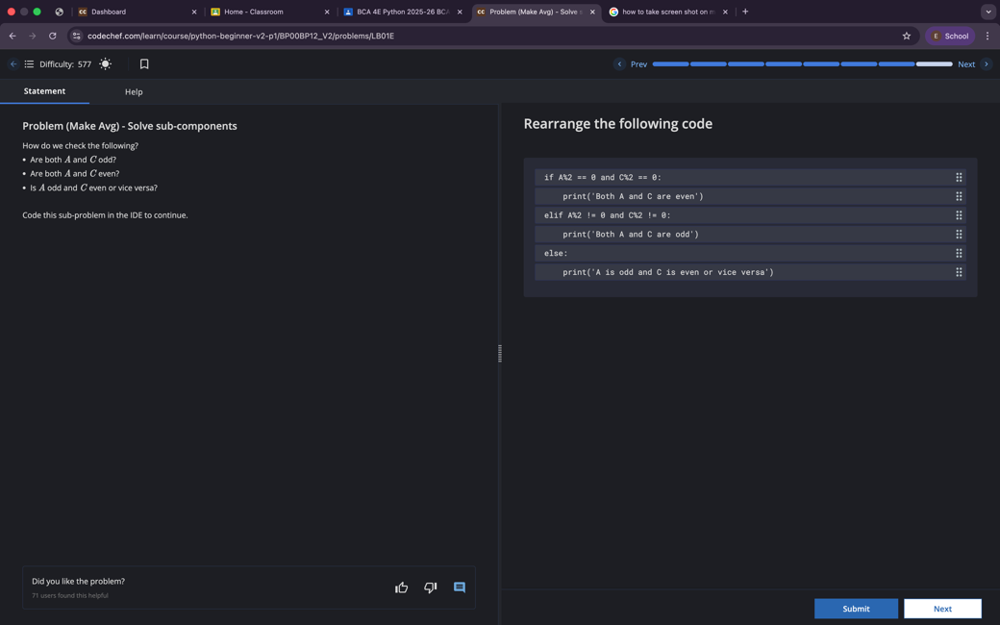 Dashboard
Home - Classroom
BCA 4E Python 2025-26 BCA
Problem (Make Avg) - Solve s
how to take screen shot on m
codechef.com/learn/course/python-beginner-v2-p1/BP00BP12_V2/problems/LB01E
E School
Difficulty: 577
Prev
Next
Statement
Help
Problem (Make Avg) - Solve sub-components
How do we check the following?
• Are both A and C odd?
• Are both A and C even?
• Is A odd and C even or vice versa?
Code this sub-problem in the IDE to continue.
Rearrange the following code
if A%2 == 0 and C%2 == 0:
print('Both A and C are even')
elif A%2 != 0 and C%2 != 0:
print('Both A and C are odd')
else:
print('A is odd and C is even or vice versa')
Did you like the problem?
71 users found this helpful
Submit
Next